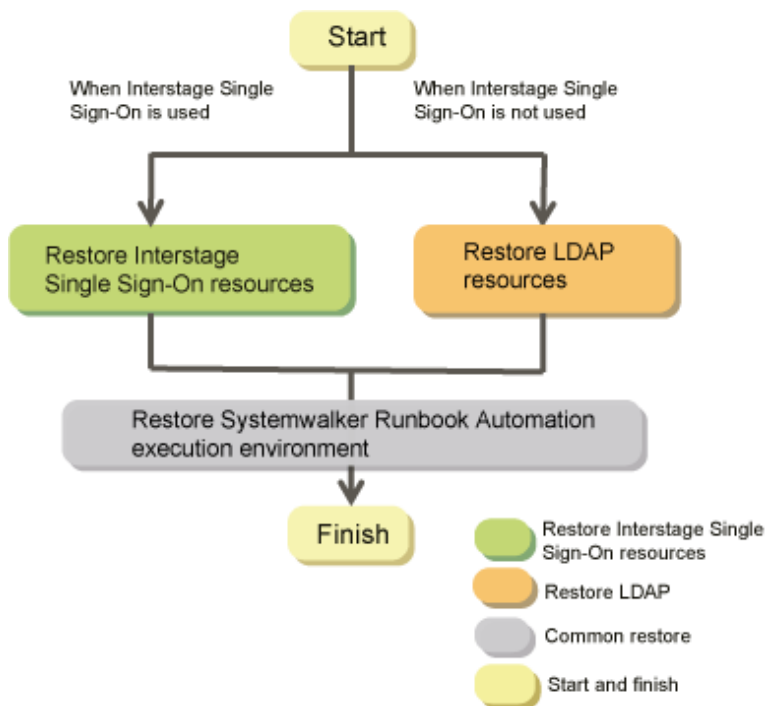 Start
When Interstage Single
Sign-On is used
When Interstage Single
Sign-On is not used
Restore Interstage
Single Sign-On resources
Restore LDAP
resources
Restore Systemwalker Runbook Automation
execution environment
Finish
Restore Interstage Single
Sign-On resources
Restore LDAP
Common restore
Start and finish